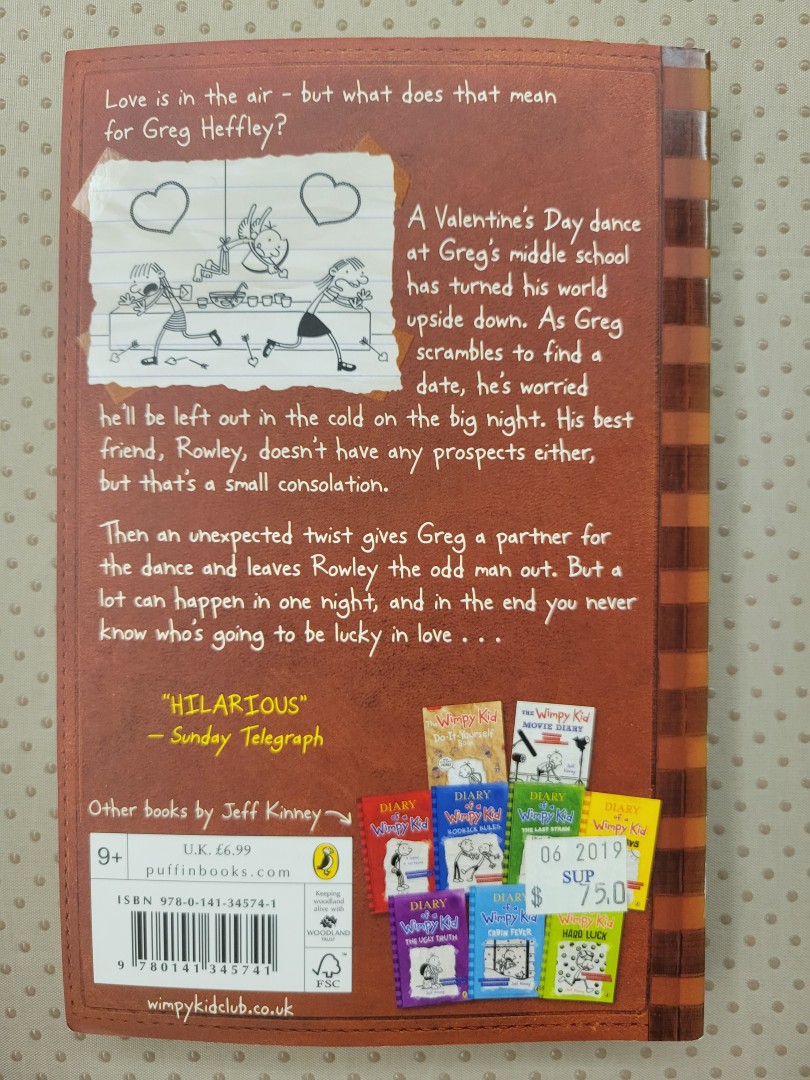 Love is in the air – but what does that mean
for Greg Heffley?
A Valentine's Day dance
at Greg's middle school
has turned his world
upside down. As Greg
scrambles to find a
date, he's worried
he'll be left out in the cold on the big night. His best
friend, Rowley, doesn't have any prospects either,
but that's a small consolation.
Then an unexpected twist gives Greg a partner for
the dance and leaves Rowley the odd man out. But a
lot can happen in one night, and in the end you never
know who's going to be lucky in love . . .
"HILARIOUS"
– Sunday Telegraph
Other books by Jeff Kinney
The Wimpy Kid
Do-It-Yourself
Book
THE Wimpy Kid
MOVIE DIARY
DIARY
of a
Wimpy Kid
DIARY
of a
Wimpy Kid
RODRICK RULES
DIARY
of a
Wimpy Kid
THE LAST STRAW
DIARY
of a
Wimpy Kid
06 2019
SUP
$ 75.0
DIARY
of a
Wimpy Kid
THE UGLY TRUTH
DIARY
of a
Wimpy Kid
CABIN FEVER
Wimpy Kid
HARD LUCK
9+
U.K. £6.99
puffinbooks.com
ISBN 978-0-141-34574-1
9 780141 345741
Keeping
woodland
alive with
WOODLAND
TRUST
FSC
™
wimpykidclub.co.uk